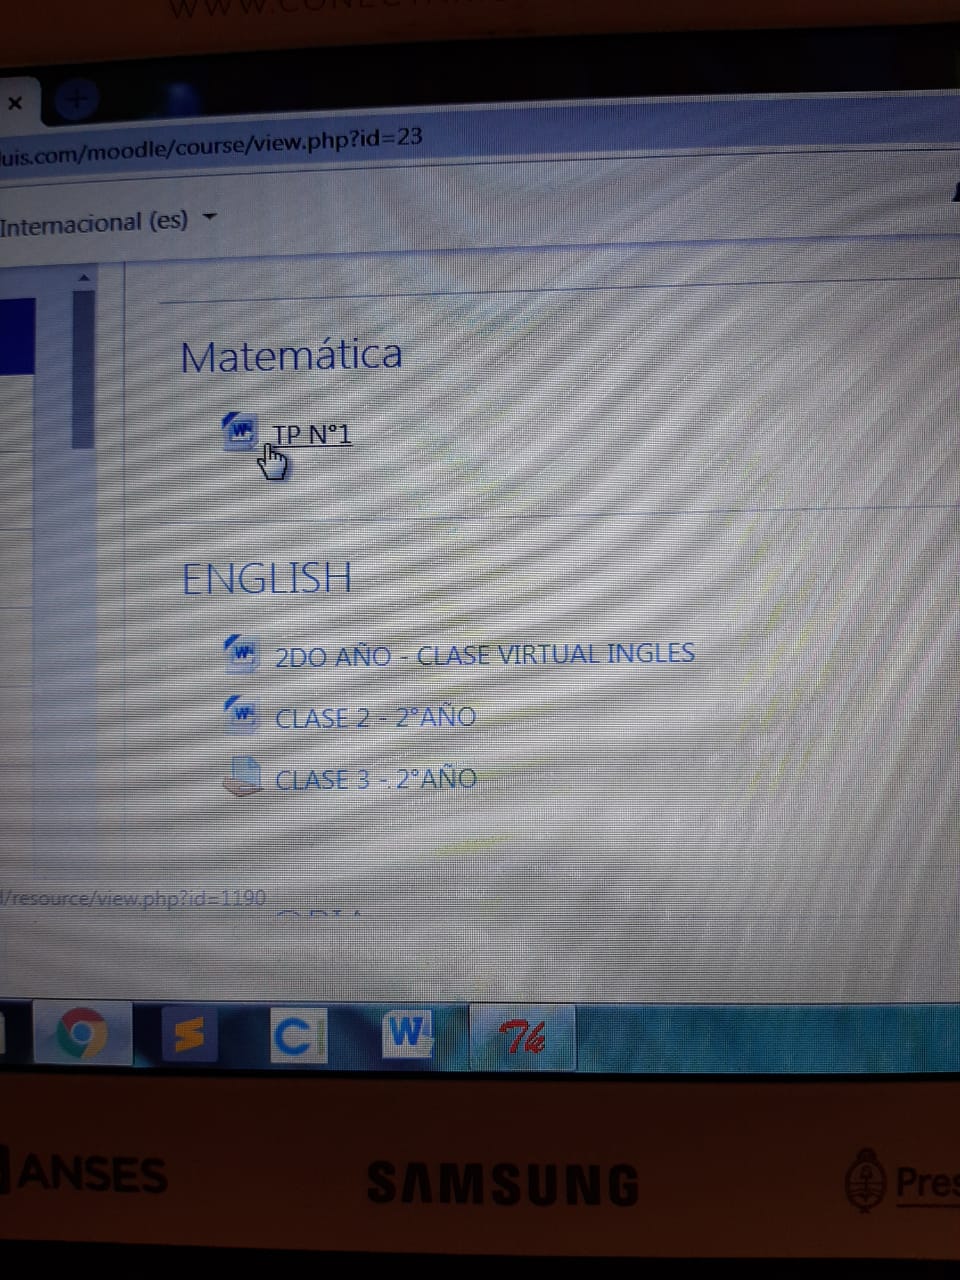 uis.com/moodle/course/view.php?id=23
Internacional (es)
Matemática
TP N°1
ENGLISH
2DO AÑO - CLASE VIRTUAL INGLES
CLASE 2 - 2°AÑO
CLASE 3 - 2°AÑO
/resource/view.php?id=1190
ANSES
SAMSUNG
Pres